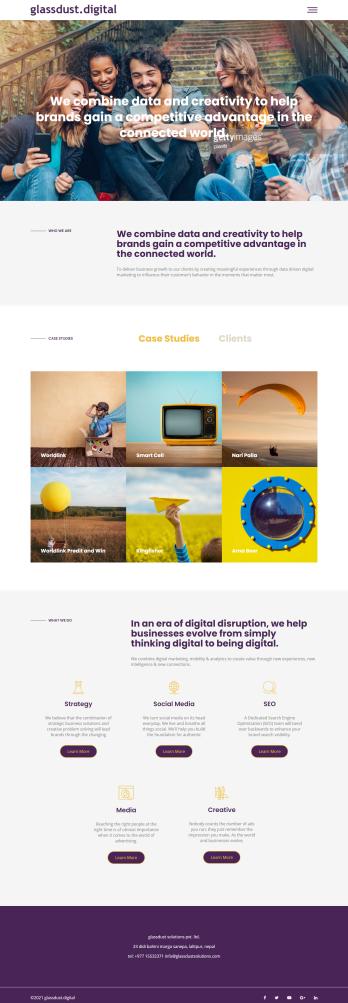 glassdust.digital
We combine data and creativity to help
brands gain a competitive advantage in the
connected world.
gettyimages
WHO WE ARE
We combine data and creativity to help
brands gain a competitive advantage in
the connected world.
To deliver business growth to our clients by creating meaningful experiences through data driven digital
marketing to influence their customer's behavior in the moments that matter most.
CASE STUDIES
Case Studies
Clients
Worldlink
Smart Cell
Nari Palla
Worldlink Predit and Win
Kingfisher
Arna Beer
WHAT WE DO
In an era of digital disruption, we help
businesses evolve from simply
thinking digital to being digital.
We combine digital marketing, mobility & analytics to create value through new experiences, new
intelligence & new connections.
Strategy
We believe that the combination of
strategic business solutions and
creative problem solving will lead
brands through the changing
Learn More
Social Media
We turn social media on its head
everyday. We live and breathe all
things social. We'll help you build
the foundation for authentic
Learn More
SEO
A Dedicated Search Engine
Optimization (SEO) team will bend
over backwards to enhance your
brand search visibility.
Learn More
Media
Reaching the right people at the
right time is of utmost importance
when it comes to the world of
advertising.
Learn More
Creative
Nobody counts the number of ads
you run; they just remember the
impression you make. As the world
and businesses evolve.
Learn More
glassdust solutions pvt. ltd.
23 didi bahini marga sanepa, lalitpur, nepal
tel: +977 15532371 info@glassdustsolutions.com
©2021 glassdust.digital